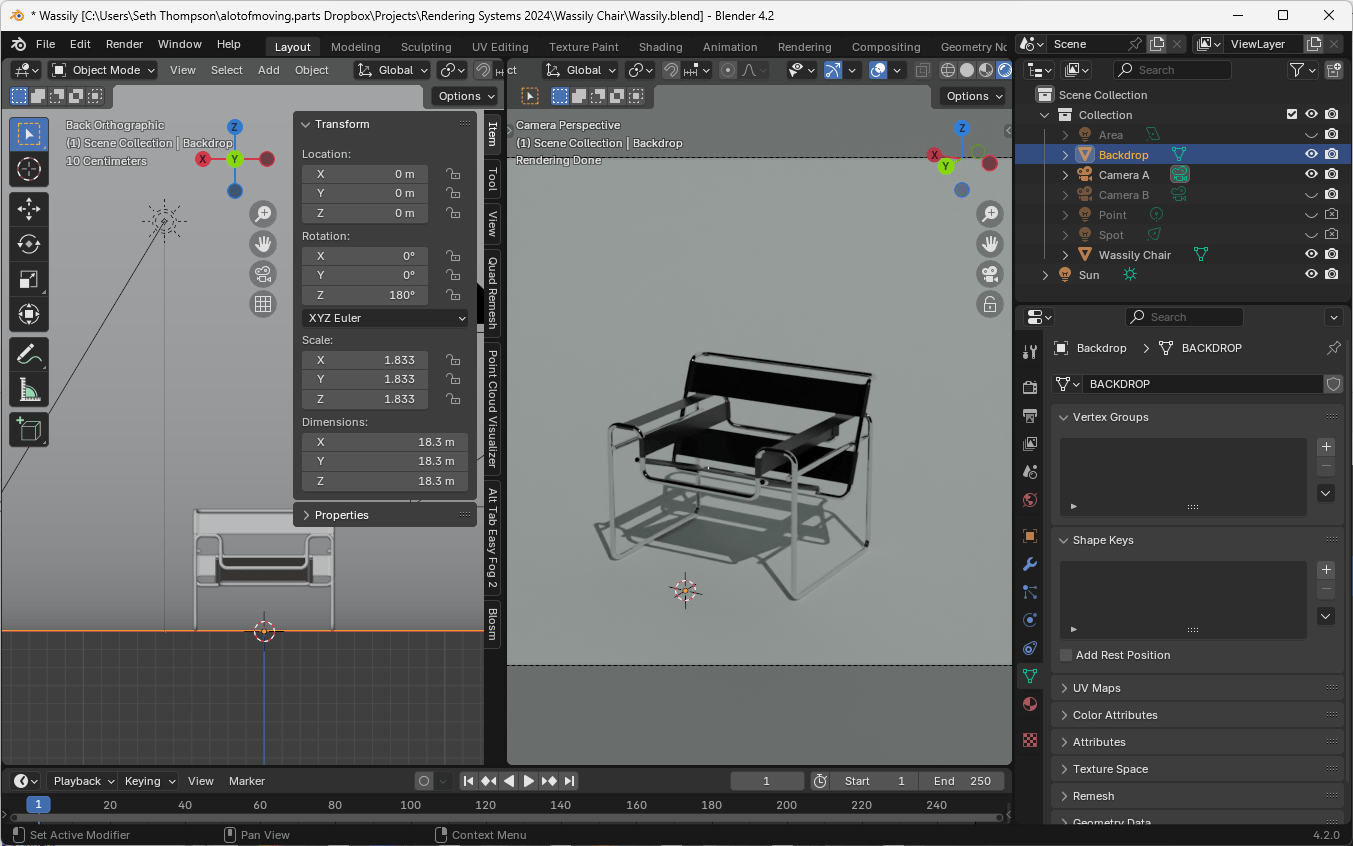 * Wassily [C:\Users\Seth Thompson\alotofmoving.parts Dropbox\Projects\Rendering Systems 2024\Wassily Chair\Wassily.blend] - Blender 4.2
File Edit Render Window Help Layout Modeling Sculpting UV Editing Texture Paint Shading Animation Rendering Compositing Geometry No Scene ViewLayer
Object Mode View Select Add Object Global ct Global
Options Options
Back Orthographic
(1) Scene Collection | Backdrop
10 Centimeters
Z
X
Y
Transform
Location:
X 0 m
Y 0 m
Z 0 m
Rotation:
X 0°
Y 0°
Z 180°
XYZ Euler
Scale:
X 1.833
Y 1.833
Z 1.833
Dimensions:
X 18.3 m
Y 18.3 m
Z 18.3 m
Properties
Item
Tool
View
Quad Remesh
Point Cloud Visualizer
Alt Tab Easy Fog 2
Blosm
Camera Perspective
(1) Scene Collection | Backdrop
Rendering Done
Z
X
Y
Search
Scene Collection
Collection
Area
Backdrop
Camera A
Camera B
Point
Spot
Wassily Chair
Sun
Search
Backdrop BACKDROP
BACKDROP
Vertex Groups
Shape Keys
Add Rest Position
UV Maps
Color Attributes
Attributes
Texture Space
Remesh
Geometry Data
Playback Keying View Marker 1 Start 1 End 250
1 20 40 60 80 100 120 140 160 180 200 220 240
Set Active Modifier Pan View Context Menu 4.2.0